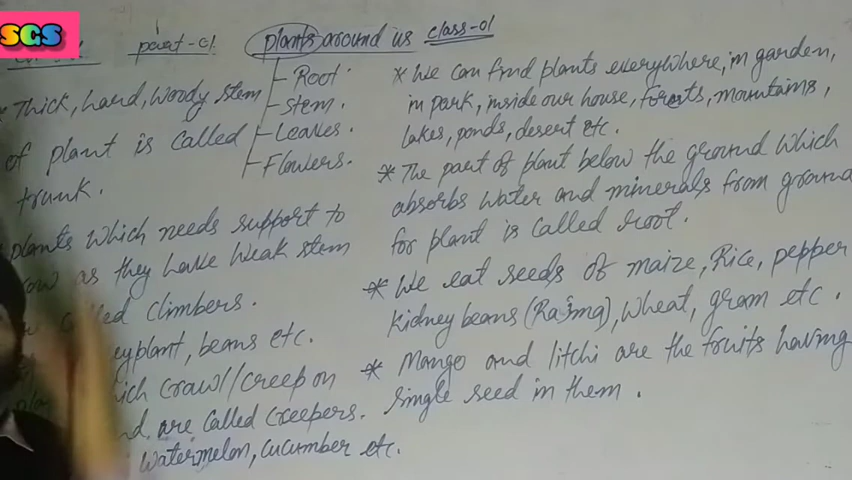 SGS
part-01
plants around us class-01
Root
Stem.
Leaves.
Flowers.
* Thick, hard, woody stem
of plant is called
trunk.
plants which needs support to
as they have weak stem
called climbers.
plant, beans etc.
crawl/creep on
are called creepers.
watermelon, cucumber etc.
* We can find plants everywhere, in garden,
in park, inside our house, forests, mountains,
lakes, ponds, desert etc.
* The part of plant below the ground which
absorbs water and minerals from ground
for plant is called root.
* We eat seeds of maize, Rice, pepper
Kidney beans (Rajma), wheat, gram etc.
* Mango and litchi are the fruits having
single seed in them.